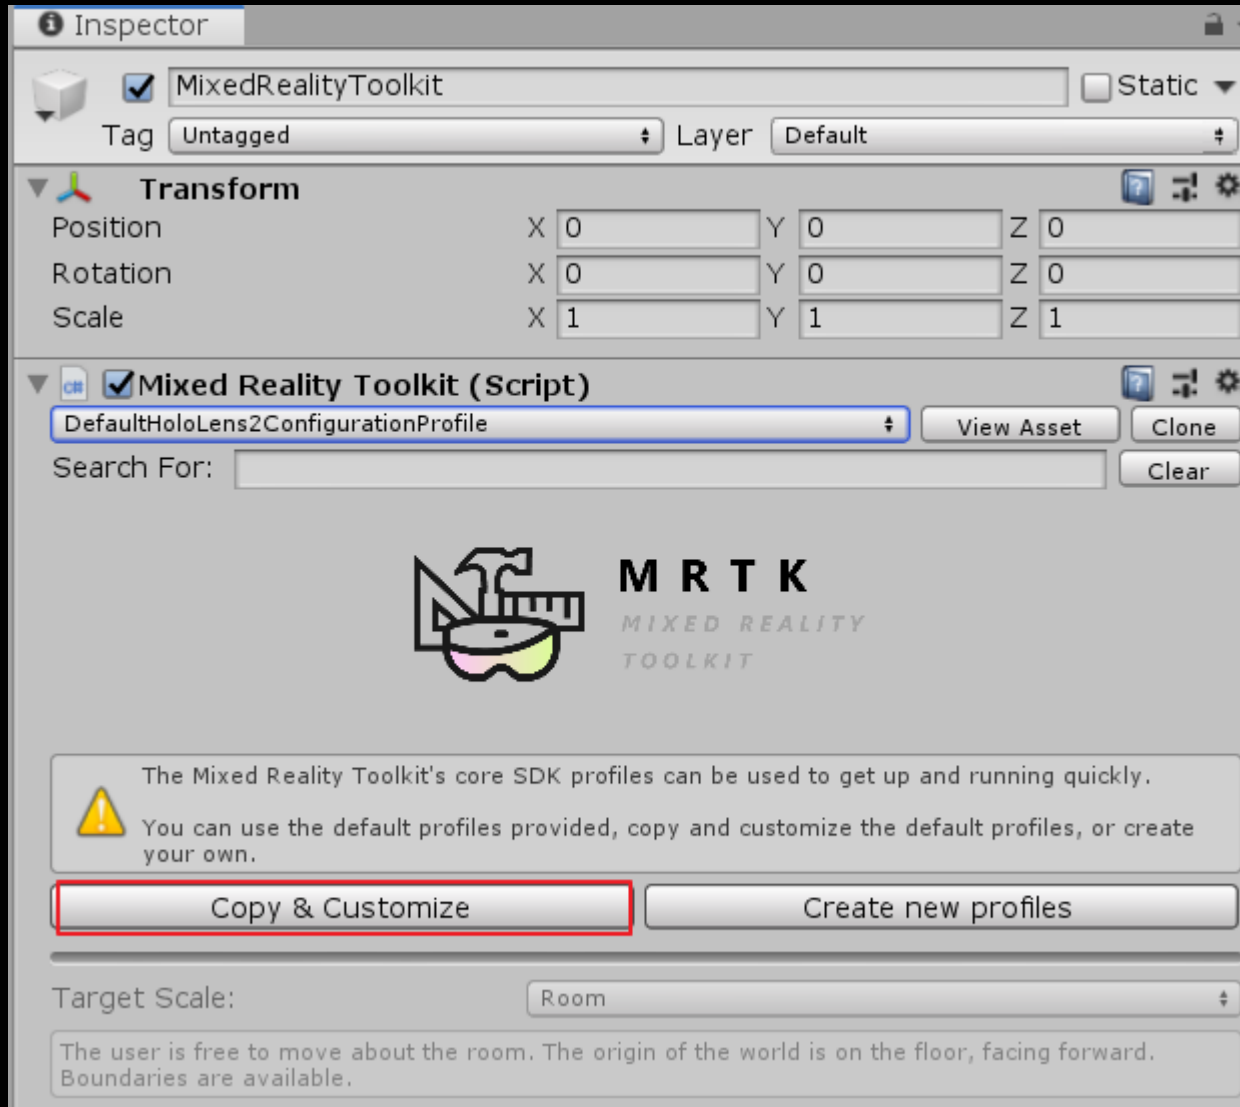 Inspector
MixedRealityToolkit Static
Tag Untagged Layer Default
Transform
Position X 0 Y 0 Z 0
Rotation X 0 Y 0 Z 0
Scale X 1 Y 1 Z 1
c# Mixed Reality Toolkit (Script)
DefaultHoloLens2ConfigurationProfile View Asset Clone
Search For: Clear
MRTK
MIXED REALITY
TOOLKIT
The Mixed Reality Toolkit's core SDK profiles can be used to get up and running quickly.
You can use the default profiles provided, copy and customize the default profiles, or create
your own.
Copy & Customize Create new profiles
Target Scale: Room
The user is free to move about the room. The origin of the world is on the floor, facing forward.
Boundaries are available.